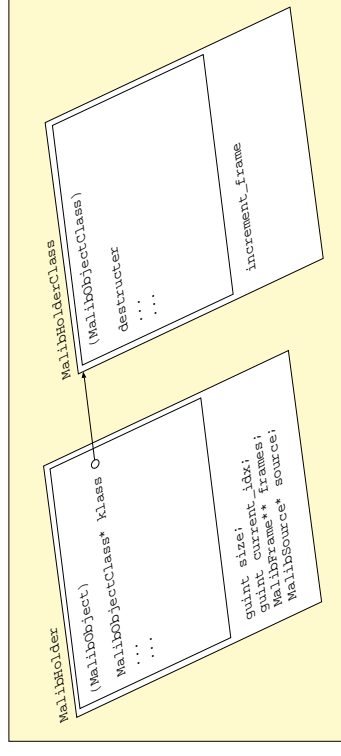 MalibHolder
(MalibObject)
MalibObjectClass* klass
...
...
guint size;
guint current_idx;
MalibFrame** frames;
MalibSource* source;
MalibHolderClass
(MalibObjectClass)
destructer
...
...
increment_frame